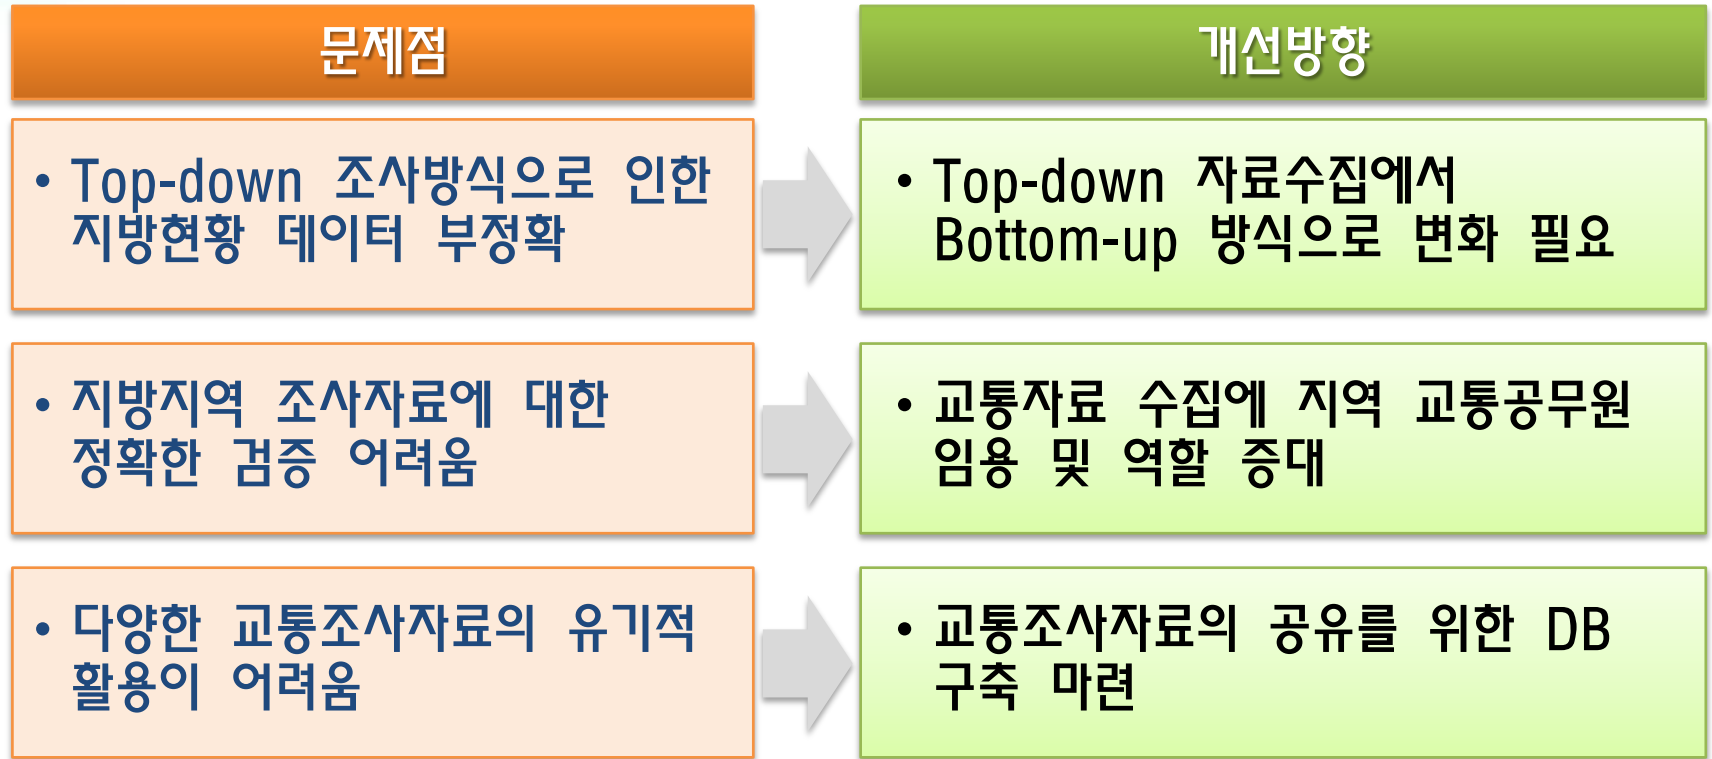 문제점
개선방향
• Top-down 조사방식으로 인한
지방현황 데이터 부정확
• Top-down 자료수집에서
Bottom-up 방식으로 변화 필요
• 지방지역 조사자료에 대한
정확한 검증 어려움
• 교통자료 수집에 지역 교통공무원
임용 및 역할 증대
• 다양한 교통조사자료의 유기적
활용이 어려움
• 교통조사자료의 공유를 위한 DB
구축 마련